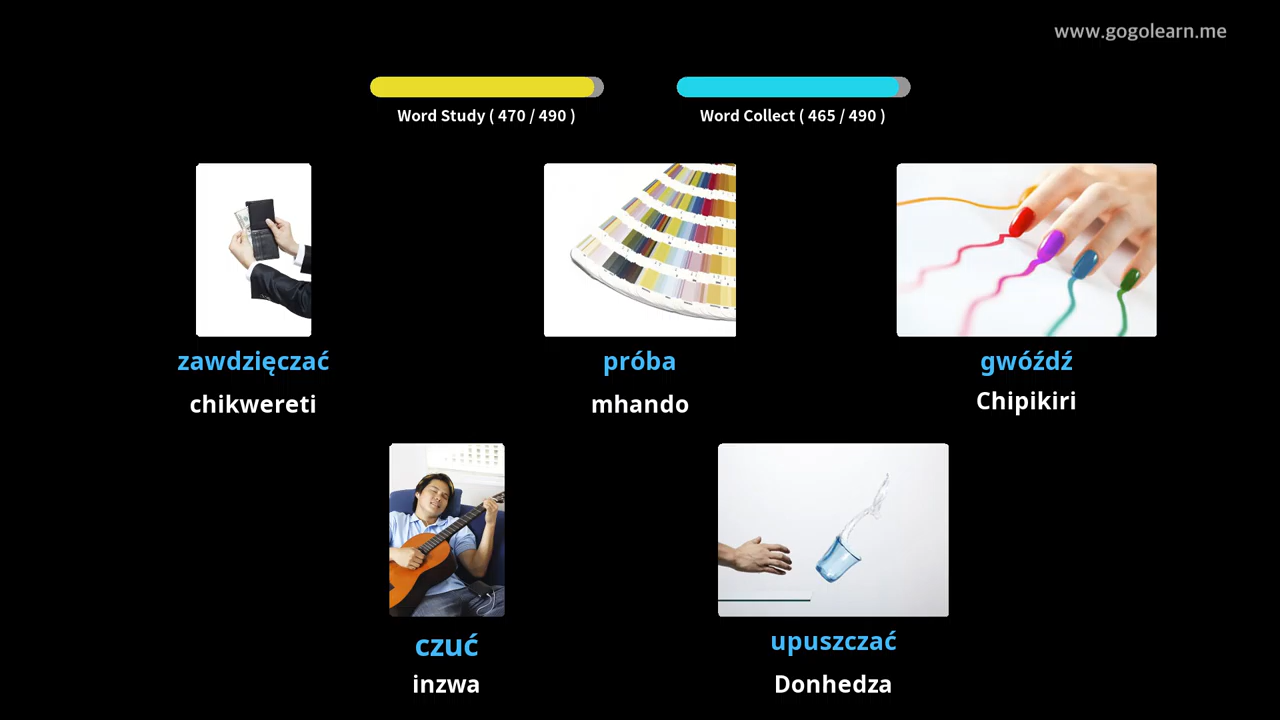 www.gogolearn.me
Word Study ( 470 / 490 )
Word Collect ( 465 / 490 )
zawdzięczać
chikwereti
próba
mhando
gwóźdź
Chipikiri
czuć
inzwa
upuszczać
Donhedza